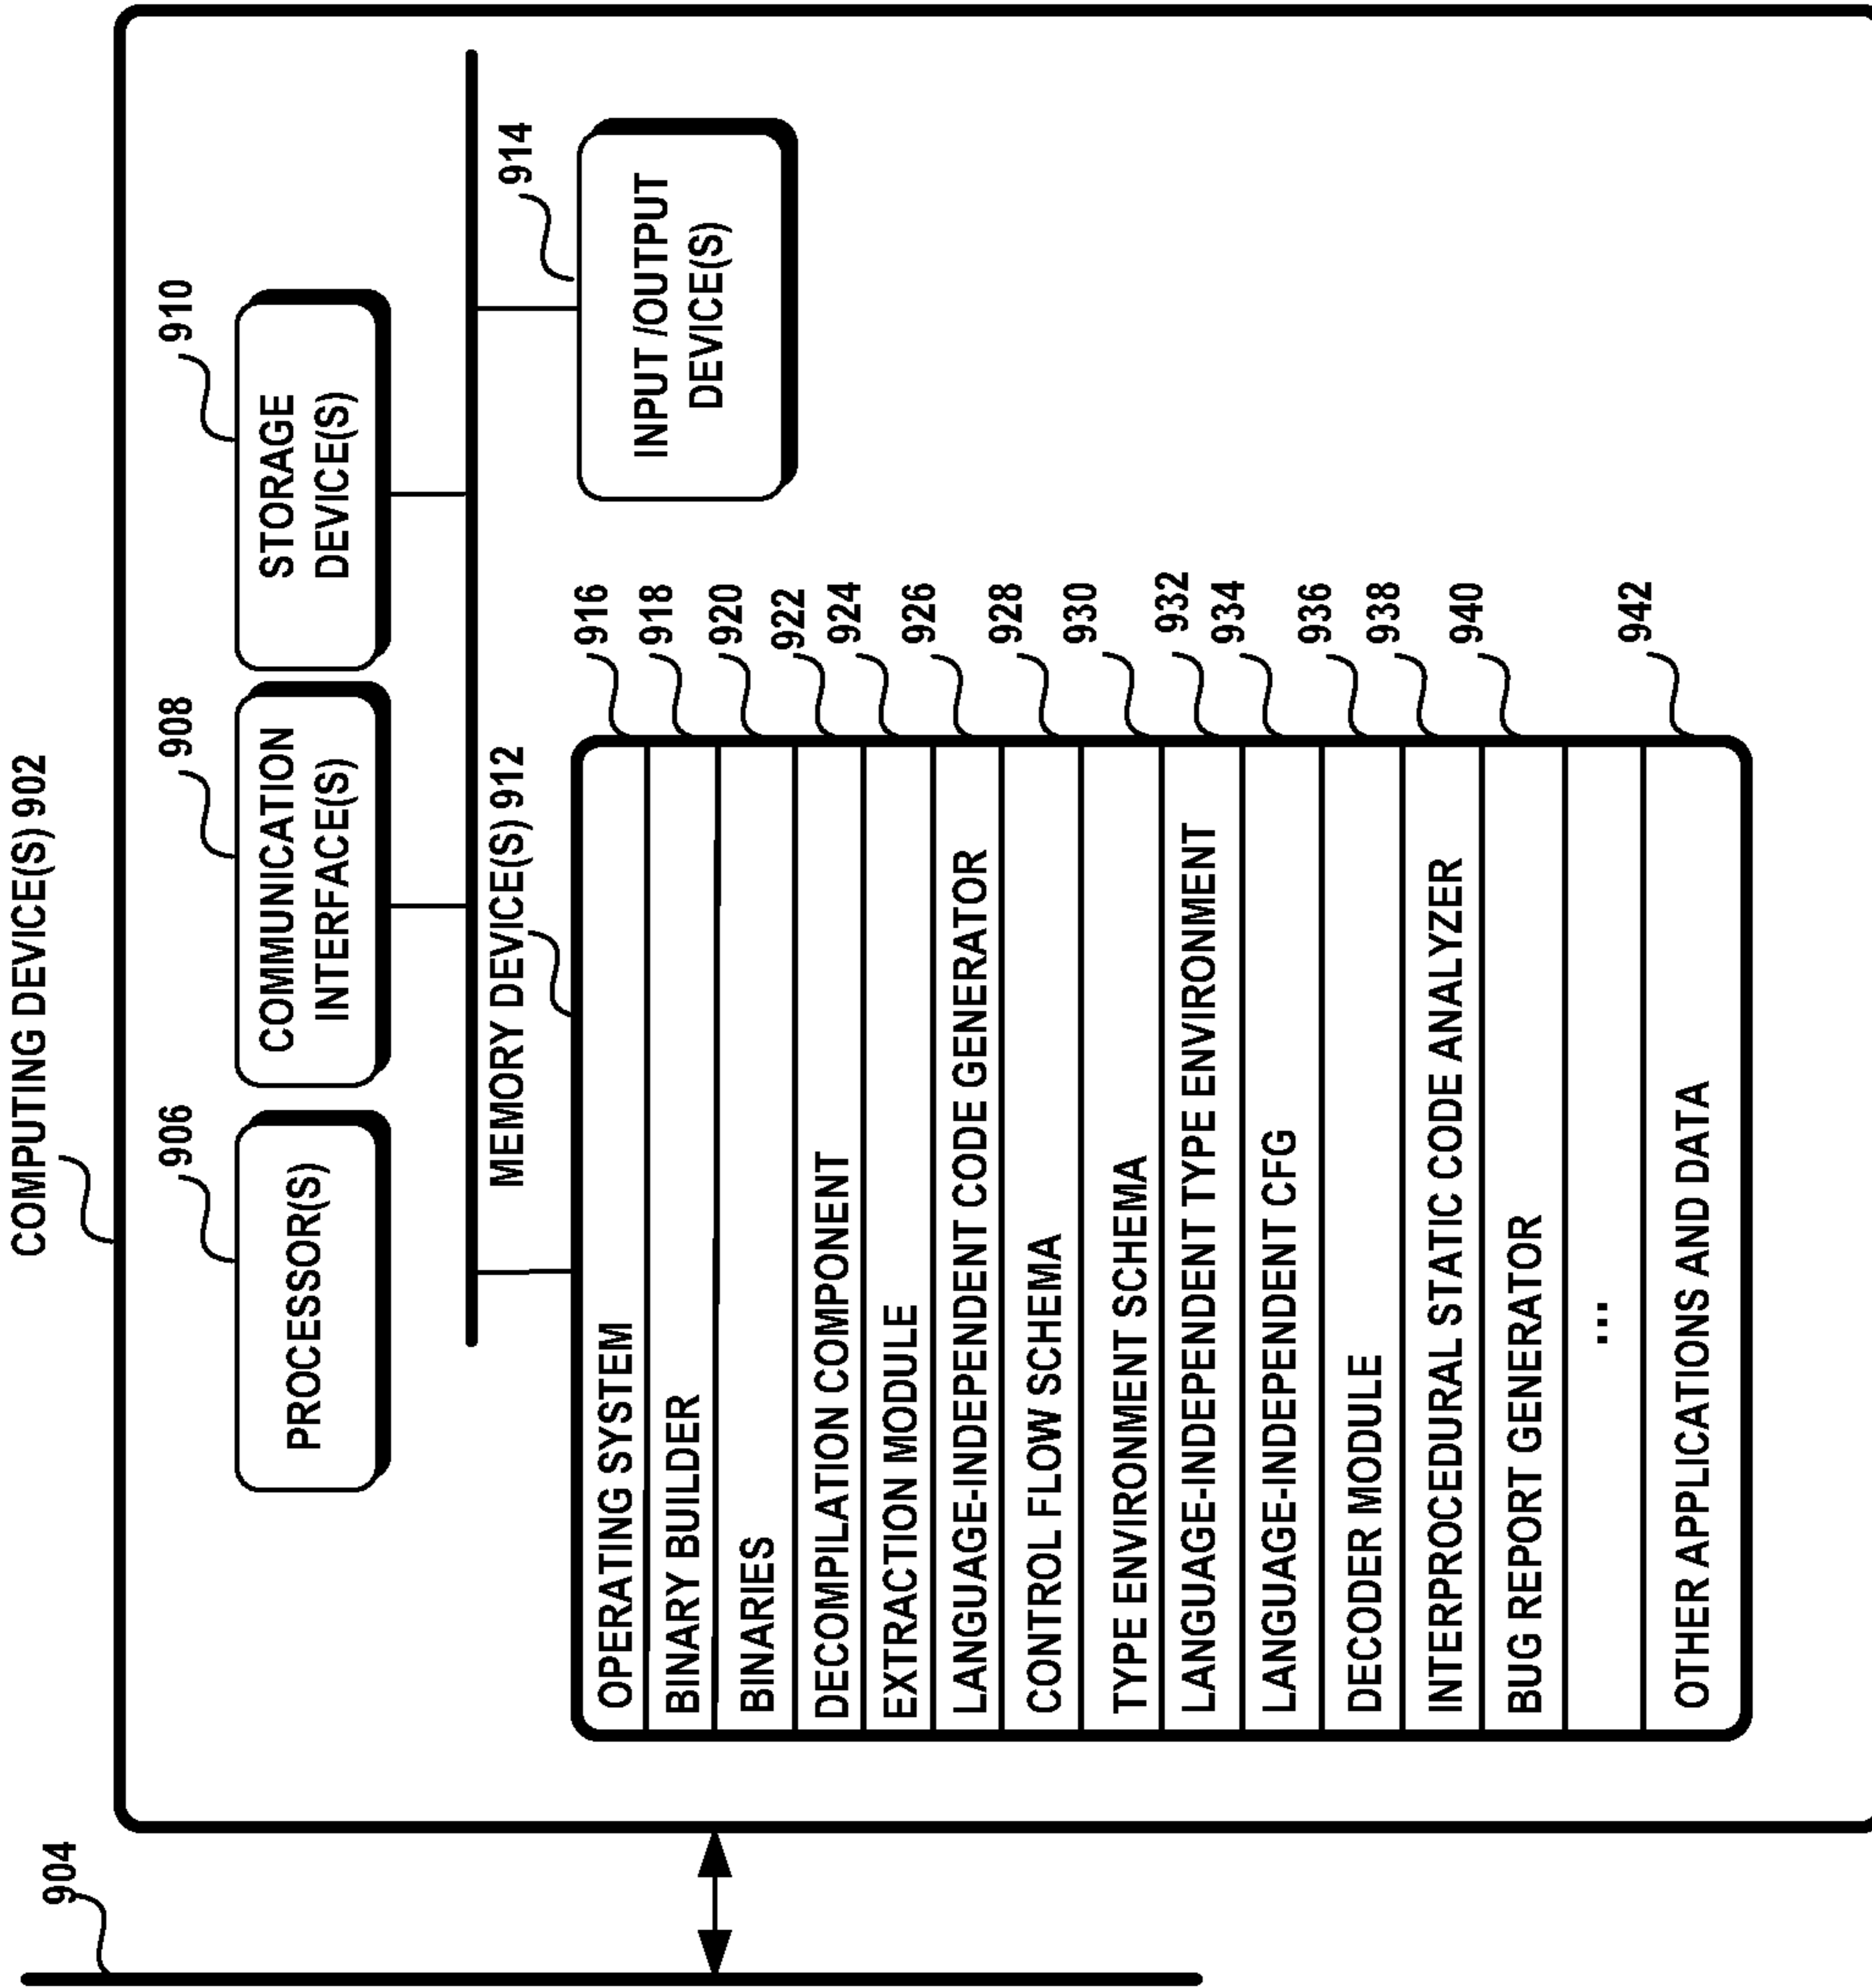 COMPUTING DEVICE(S) 902
904
906
PROCESSOR(S)
908
COMMUNICATION
INTERFACE(S)
910
STORAGE
DEVICE(S)
MEMORY DEVICE(S) 912
914
INPUT /OUTPUT
DEVICE(S)
OPERATING SYSTEM 916
BINARY BUILDER 918
BINARIES 920
DECOMPILATION COMPONENT 922
EXTRACTION MODULE 924
LANGUAGE-INDEPENDENT CODE GENERATOR 926
CONTROL FLOW SCHEMA 928
TYPE ENVIRONMENT SCHEMA 930
LANGUAGE-INDEPENDENT TYPE ENVIRONMENT 932
LANGUAGE-INDEPENDENT CFG 934
DECODER MODULE 936
INTERPROCEDURAL STATIC CODE ANALYZER 938
BUG REPORT GENERATOR 940
...
OTHER APPLICATIONS AND DATA 942